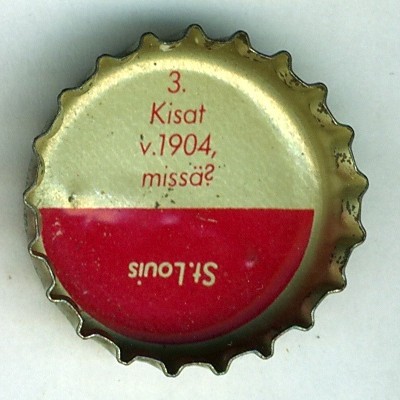 3.
Kisat
v.1904,
missä?
St.Louis